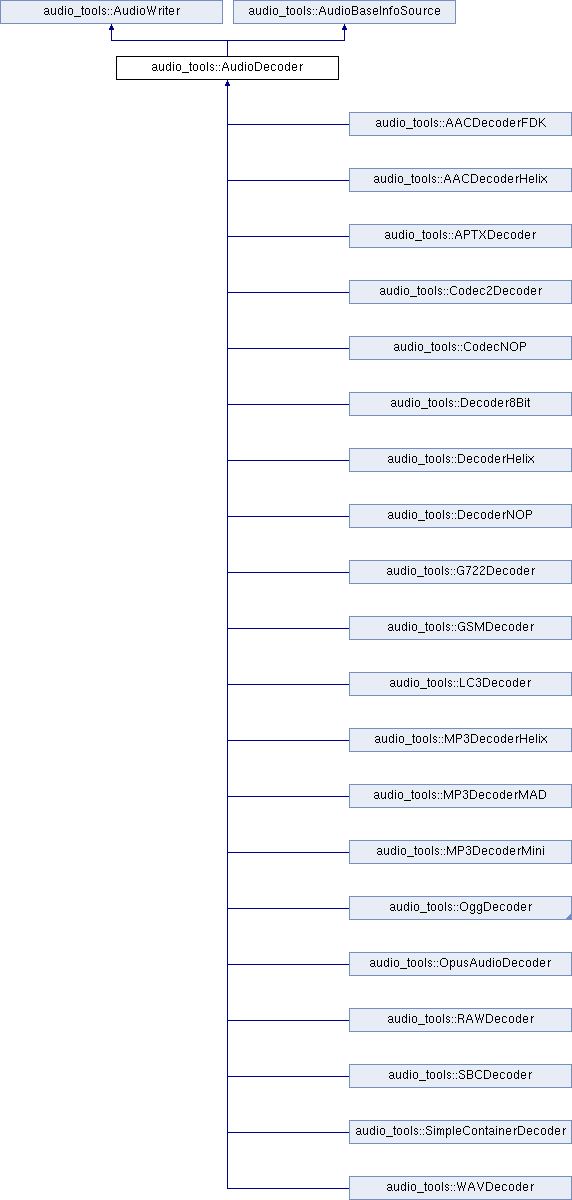 audio_tools::AudioWriter
audio_tools::AudioBaseInfoSource
audio_tools::AudioDecoder
audio_tools::AACDecoderFDK
audio_tools::AACDecoderHelix
audio_tools::APTXDecoder
audio_tools::Codec2Decoder
audio_tools::CodecNOP
audio_tools::Decoder8Bit
audio_tools::DecoderHelix
audio_tools::DecoderNOP
audio_tools::G722Decoder
audio_tools::GSMDecoder
audio_tools::LC3Decoder
audio_tools::MP3DecoderHelix
audio_tools::MP3DecoderMAD
audio_tools::MP3DecoderMini
audio_tools::OggDecoder
audio_tools::OpusAudioDecoder
audio_tools::RAWDecoder
audio_tools::SBCDecoder
audio_tools::SimpleContainerDecoder
audio_tools::WAVDecoder